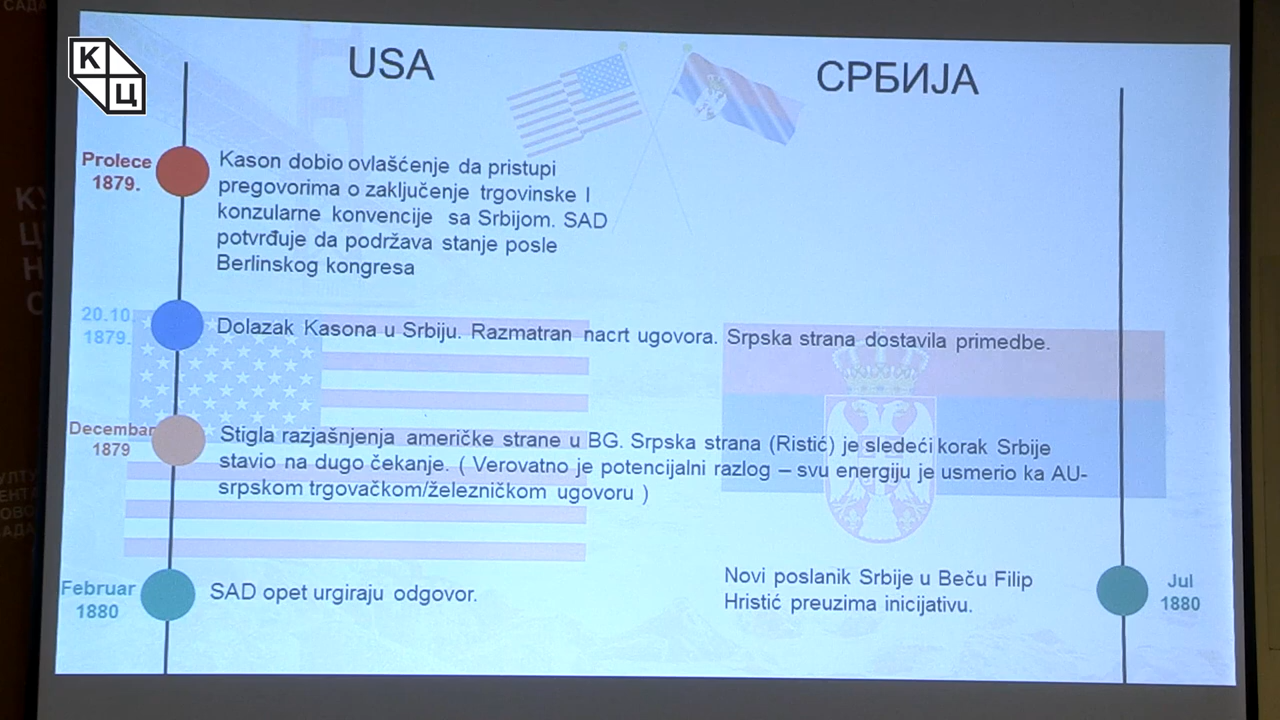 К
Ц
USA
СРБИЈА
Prolece
1879.
Kason dobio ovlašćenje da pristupi
pregovorima o zaključenje trgovinske I
konzularne konvencije sa Srbijom. SAD
potvrđuje da podržava stanje posle
Berlinskog kongresa
20.10.
1879.
Dolazak Kasona u Srbiju. Razmatran nacrt ugovora. Srpska strana dostavila primedbe.
Decembar
1879
Stigla razjašnjenja američke strane u BG. Srpska strana (Ristić) je sledeći korak Srbije
stavio na dugo čekanje. ( Verovatno je potencijalni razlog – svu energiju je usmerio ka AU-
srpskom trgovačkom/železničkom ugovoru )
Februar
1880
SAD opet urgiraju odgovor.
Novi poslanik Srbije u Beču Filip
Hristić preuzima inicijativu.
Jul
1880